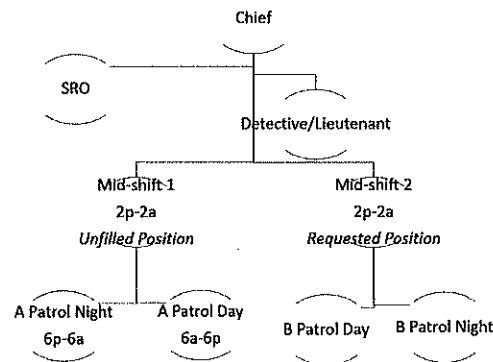 Chief
SRO
Detective/Lieutenant
Mid-shift 1
2p-2a
Unfilled Position
Mid-shift 2
2p-2a
Requested Position
A Patrol Night
6p-6a
A Patrol Day
6a-6p
B Patrol Day
B Patrol Night